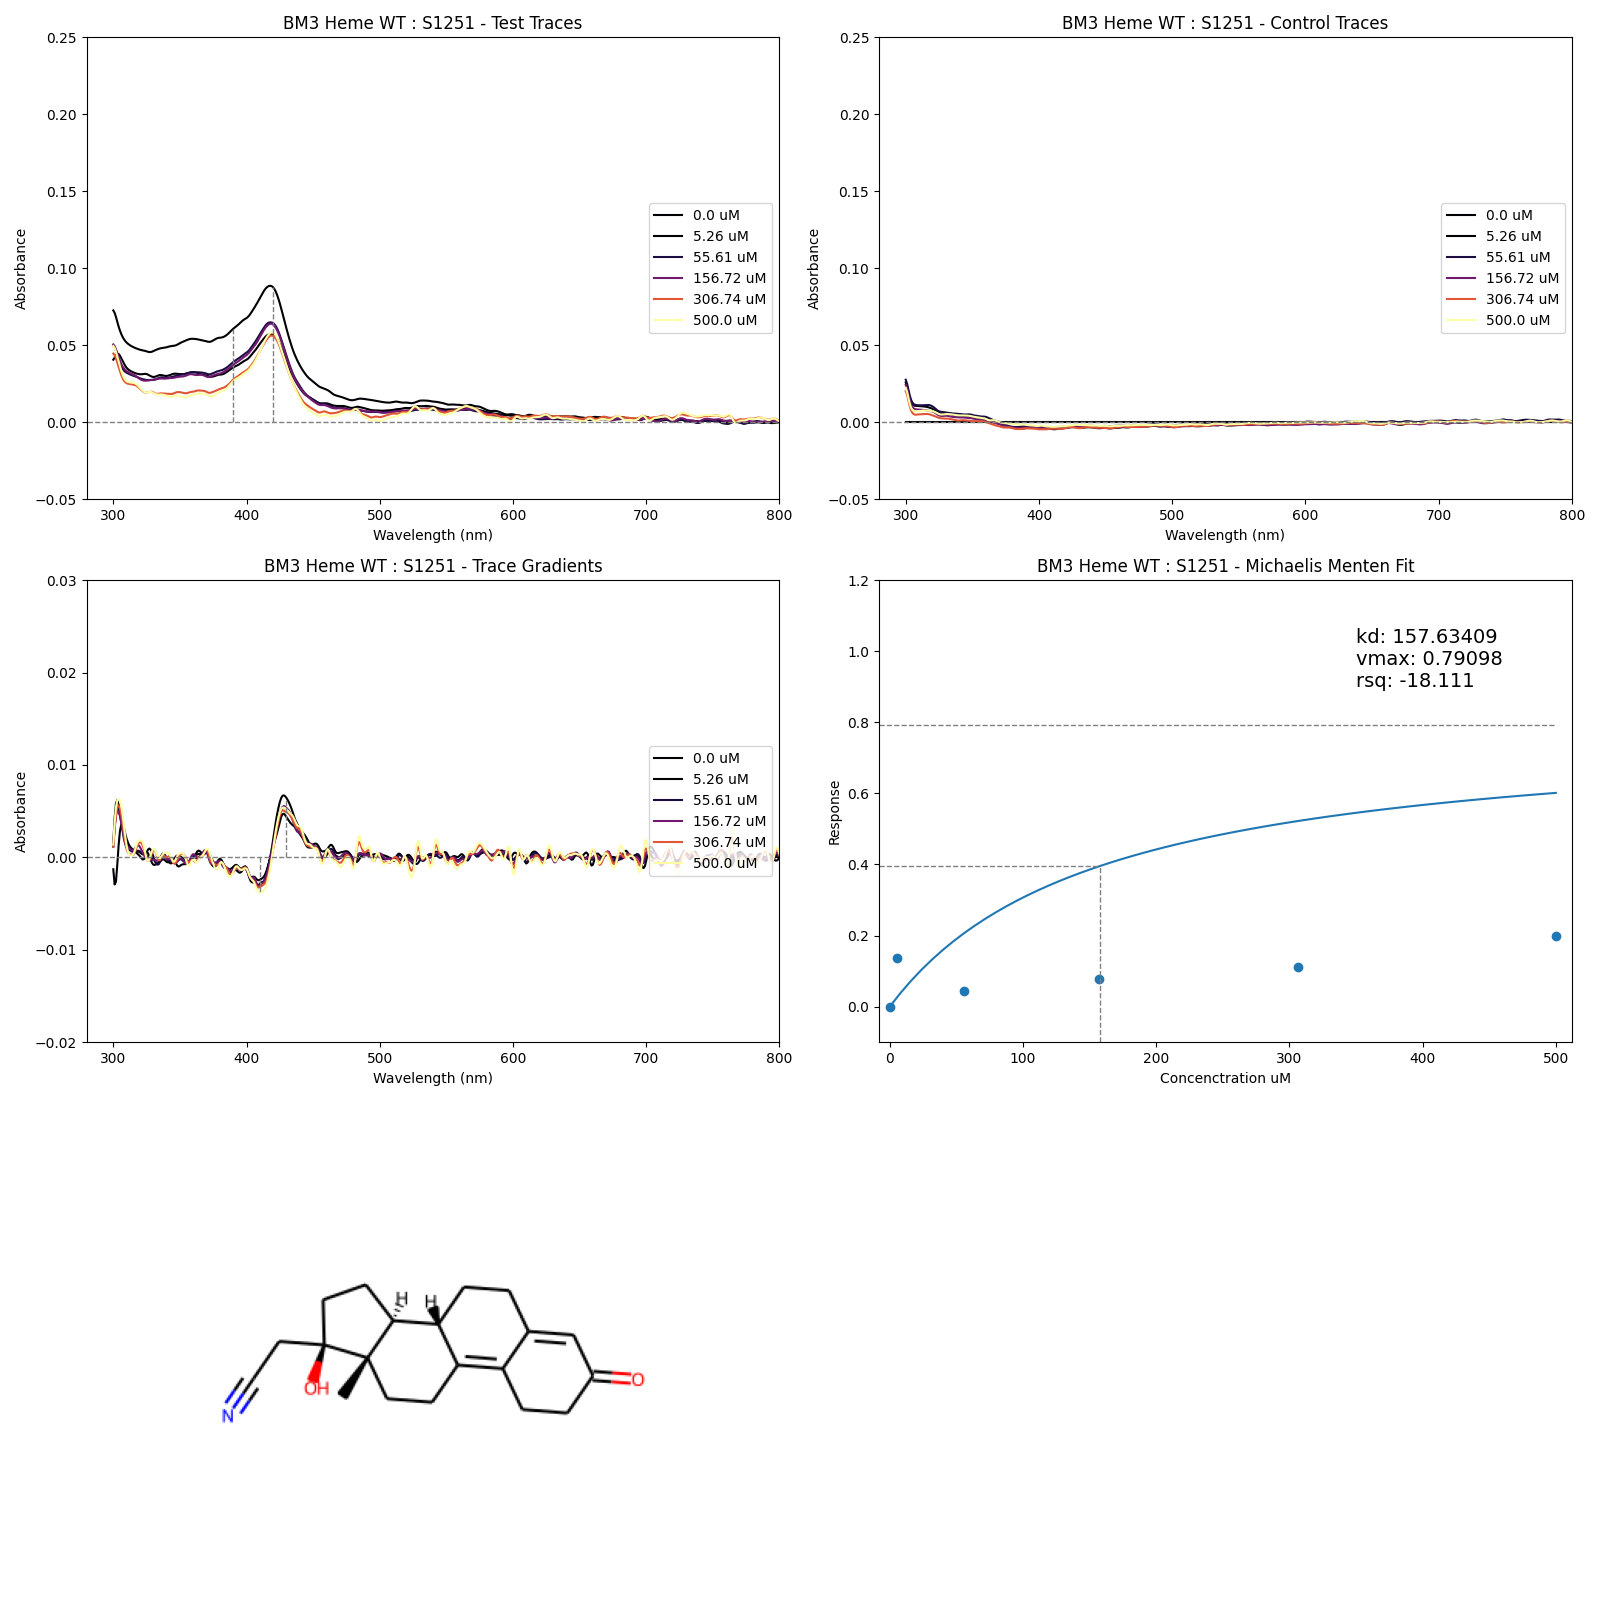 BM3 Heme WT : S1251 - Test Traces
0.25
0.20
0.15
0.10
0.05
0.00
−0.05
Absorbance
300
400
500
600
700
800
Wavelength (nm)
0.0 uM
5.26 uM
55.61 uM
156.72 uM
306.74 uM
500.0 uM
BM3 Heme WT : S1251 - Control Traces
0.25
0.20
0.15
0.10
0.05
0.00
−0.05
Absorbance
300
400
500
600
700
800
Wavelength (nm)
0.0 uM
5.26 uM
55.61 uM
156.72 uM
306.74 uM
500.0 uM
BM3 Heme WT : S1251 - Trace Gradients
0.03
0.02
0.01
0.00
−0.01
−0.02
Absorbance
300
400
500
600
700
800
Wavelength (nm)
0.0 uM
5.26 uM
55.61 uM
156.72 uM
306.74 uM
500.0 uM
BM3 Heme WT : S1251 - Michaelis Menten Fit
1.2
1.0
0.8
0.6
0.4
0.2
0.0
Response
kd: 157.63409
vmax: 0.79098
rsq: -18.111
0
100
200
300
400
500
Concenctration uM
H
H
OH
N
O